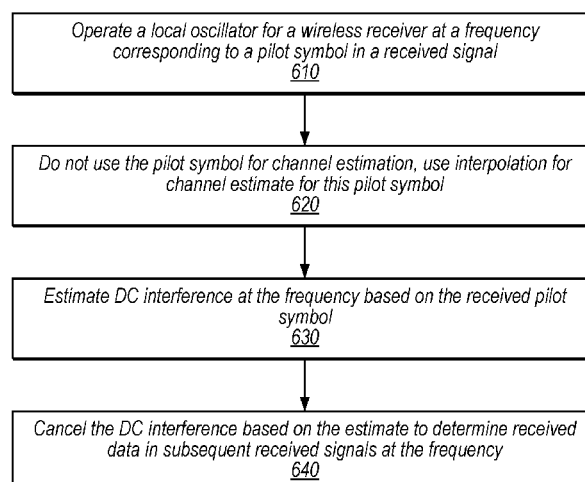 Operate a local oscillator for a wireless receiver at a frequency
corresponding to a pilot symbol in a received signal
610
Do not use the pilot symbol for channel estimation, use interpolation for
channel estimate for this pilot symbol
620
Estimate DC interference at the frequency based on the received pilot
symbol
630
Cancel the DC interference based on the estimate to determine received
data in subsequent received signals at the frequency
640